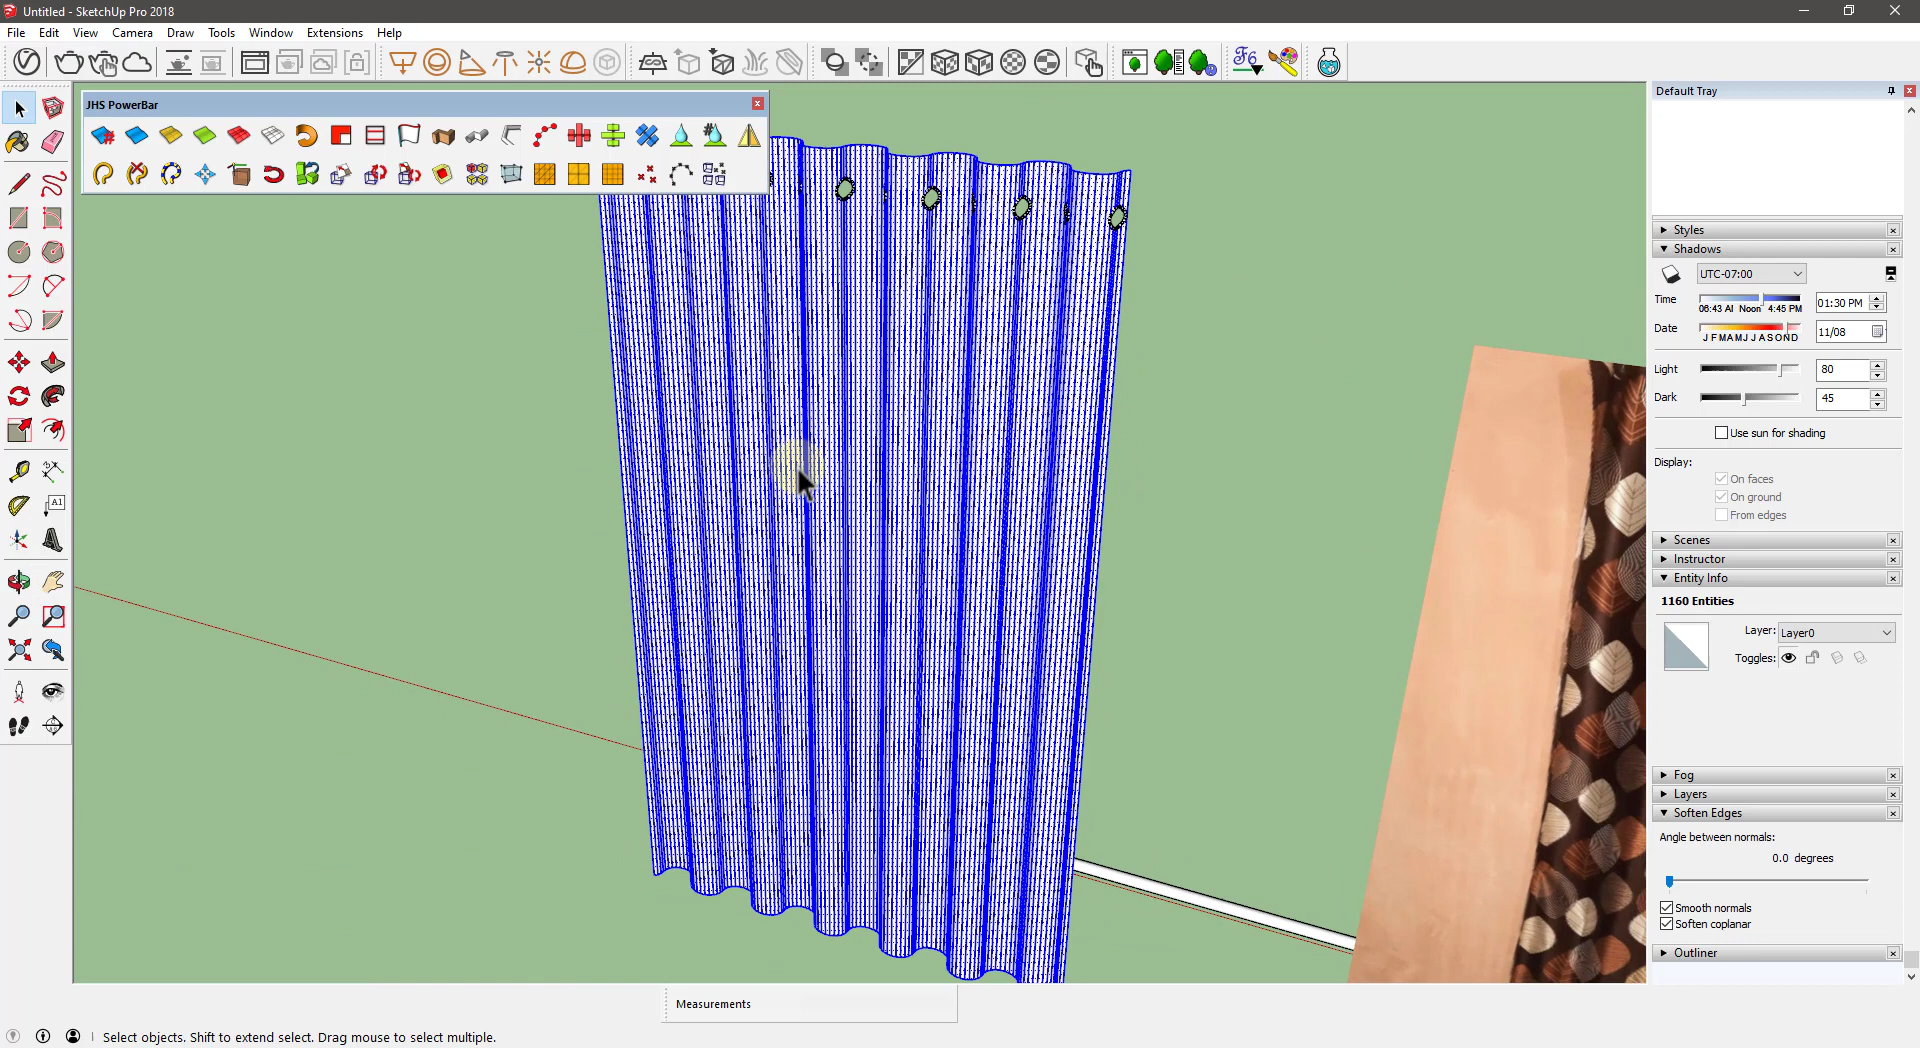 Untitled - SketchUp Pro 2018
File Edit View Camera Draw Tools Window Extensions Help
F6
JHS PowerBar
Default Tray
Styles
Shadows
UTC-07:00
Time
06:43 AI Noon 4:45 PM
01:30 PM
Date
J F M A M J J A S O N D
11/08
Light
80
Dark
45
Use sun for shading
Display:
On faces
On ground
From edges
Scenes
Instructor
Entity Info
1160 Entities
Layer: Layer0
Toggles:
Fog
Layers
Soften Edges
Angle between normals:
0.0 degrees
Smooth normals
Soften coplanar
Outliner
A1
Measurements
Select objects. Shift to extend select. Drag mouse to select multiple.